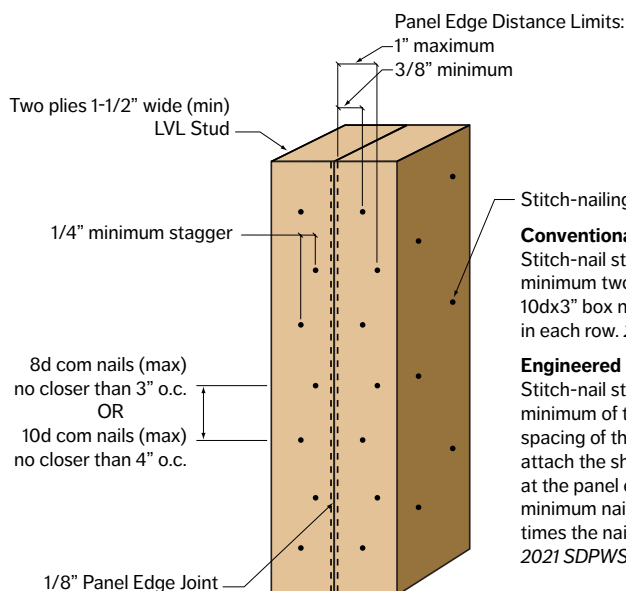 Panel Edge Distance Limits:
1” maximum
3/8” minimum
Two plies 1-1/2” wide (min)
LVL Stud
1/4” minimum stagger
8d com nails (max)
no closer than 3” o.c.
OR
10d com nails (max)
no closer than 4” o.c.
1/8” Panel Edge Joint
Stitch-nailing
Conventiona
Stitch-nail st
minimum two
10dx3” box n
in each row.
Engineered
Stitch-nail st
minimum of t
spacing of th
attach the sh
at the panel e
minimum nai
times the nai
2021 SDPWS